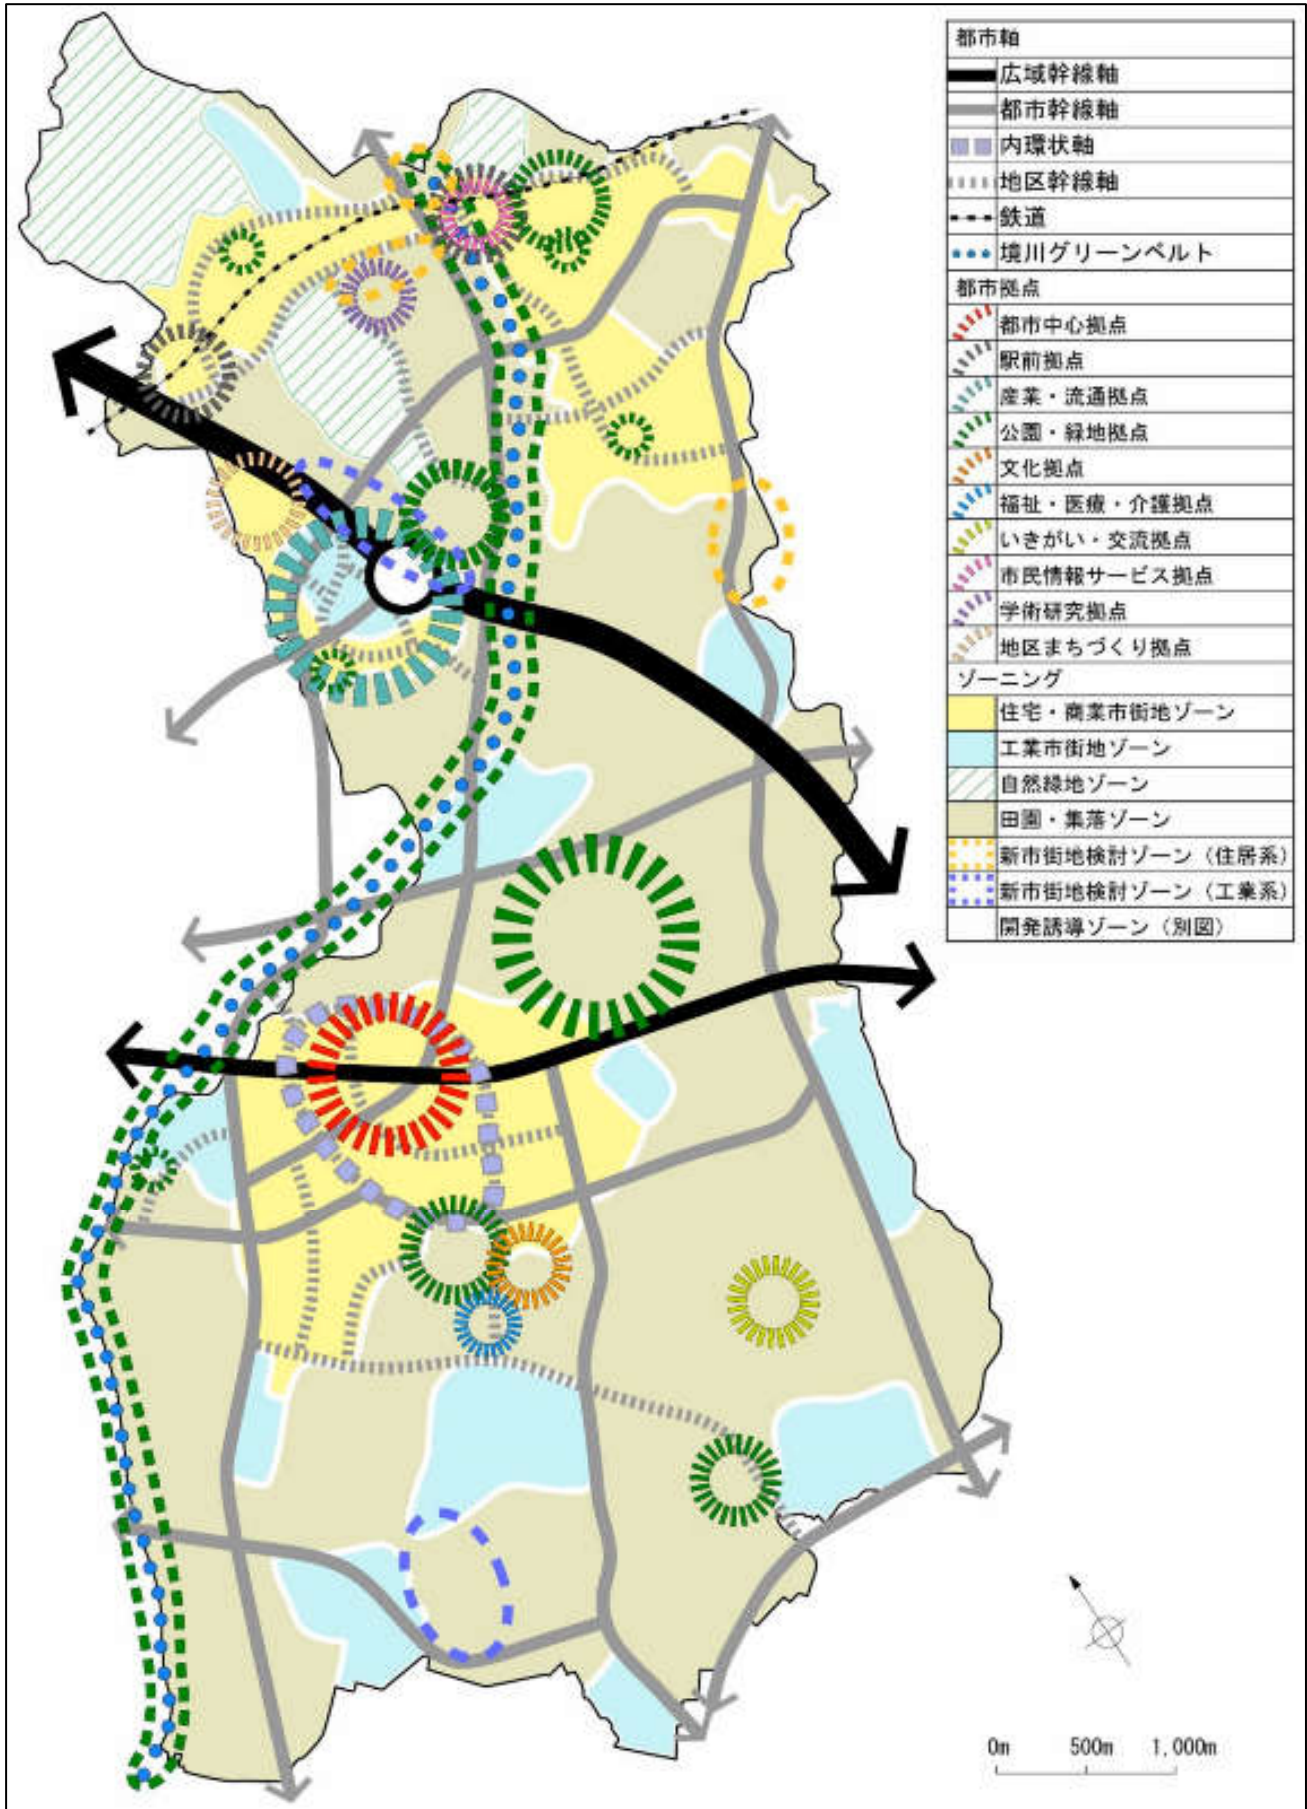 都市軸
広域幹線軸
都市幹線軸
内環状軸
地区幹線軸
鉄道
境川グリーンベルト
都市拠点
都市中心拠点
駅前拠点
産業・流通拠点
公園・緑地拠点
文化拠点
福祉・医療・介護拠点
いきがい・交流拠点
市民情報サービス拠点
学術研究拠点
地区まちづくり拠点
ゾーニング
住宅・商業市街地ゾーン
工業市街地ゾーン
自然緑地ゾーン
田園・集落ゾーン
新市街地検討ゾーン（住居系）
新市街地検討ゾーン（工業系）
開発誘導ゾーン（別図）
0m 500m 1,000m